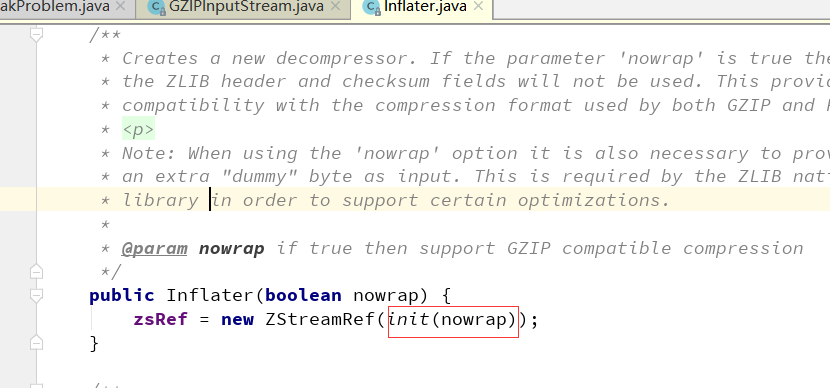 akProblem.java × GZIPInputStream.java × Inflater.java ×
/**
* Creates a new decompressor. If the parameter 'nowrap' is true the
* the ZLIB header and checksum fields will not be used. This provid
* compatibility with the compression format used by both GZIP and
* <p>
* Note: When using the 'nowrap' option it is also necessary to prov
* an extra "dummy" byte as input. This is required by the ZLIB nat
* library in order to support certain optimizations.
*
* @param nowrap if true then support GZIP compatible compression
*/
public Inflater(boolean nowrap) {
zsRef = new ZStreamRef(init(nowrap));
}
/**